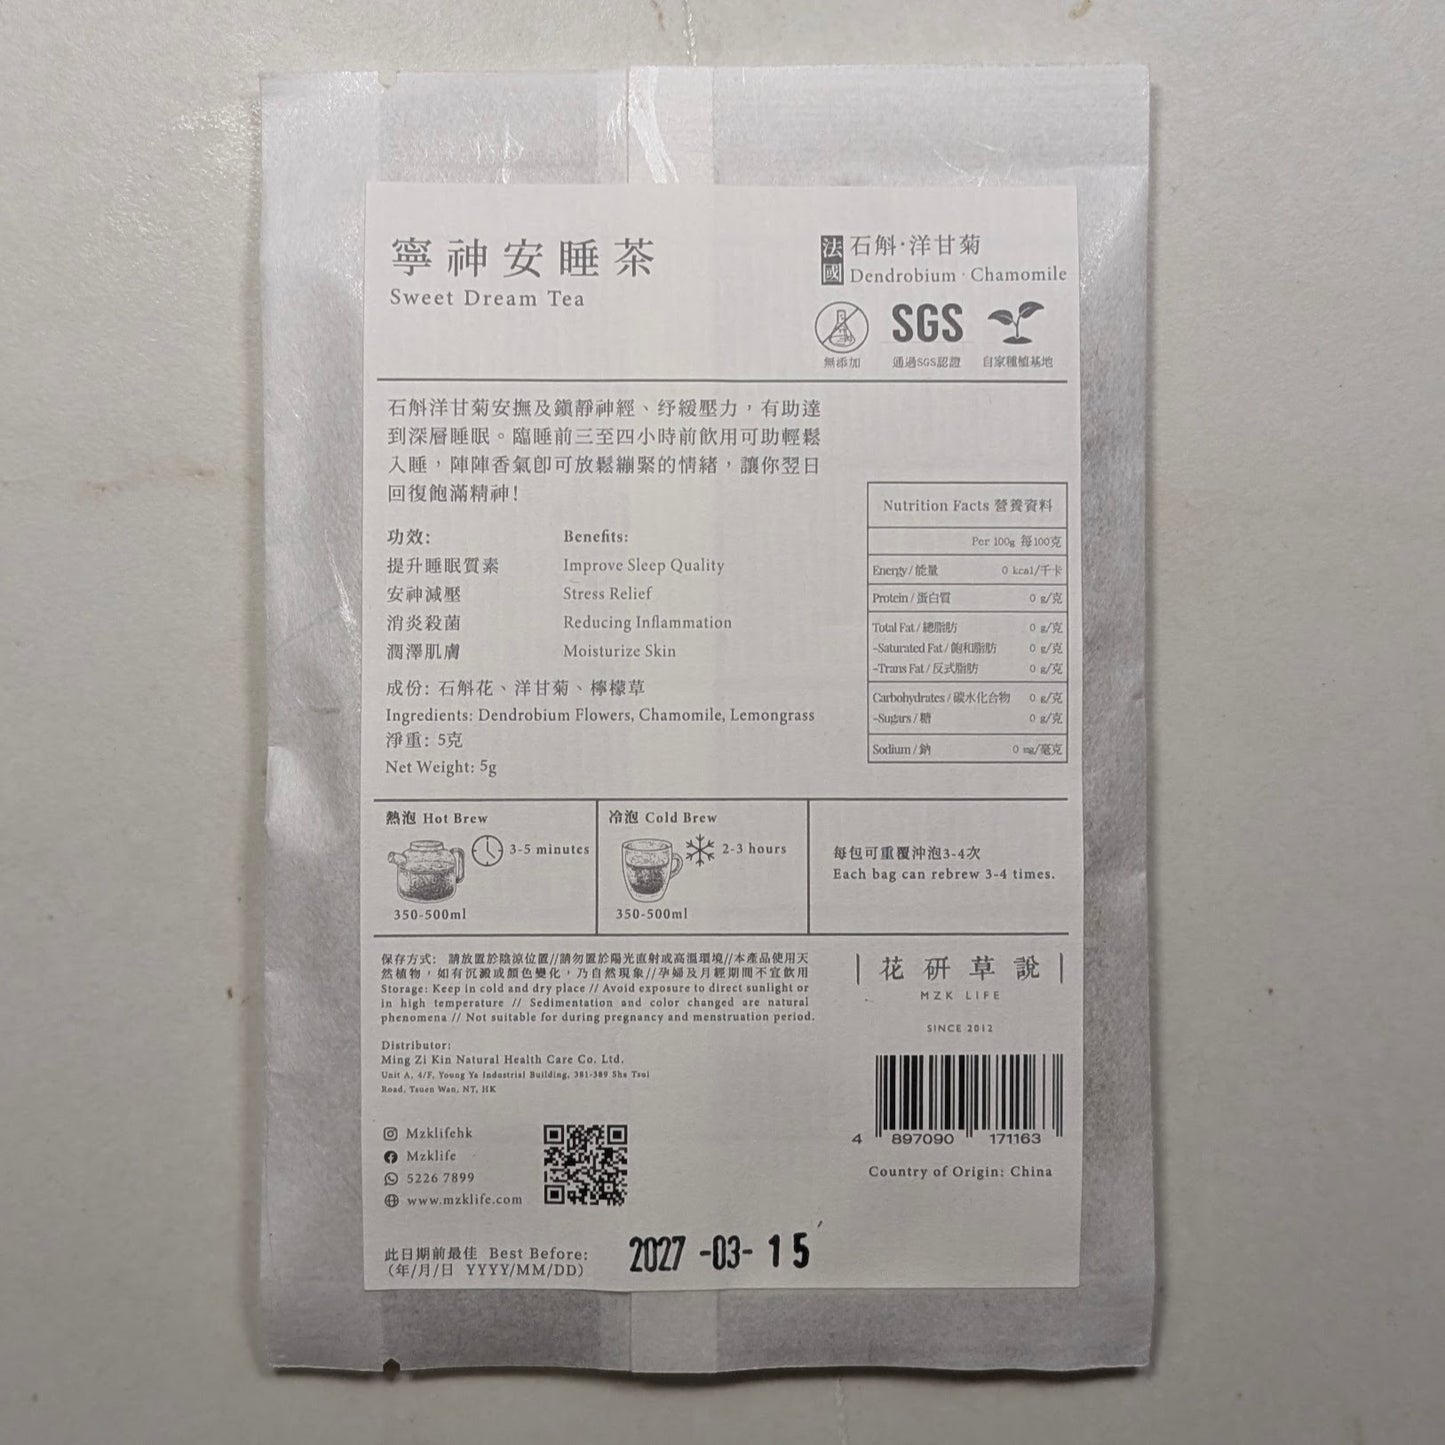 寧神安睡茶
Sweet Dream Tea
法國
石斛·洋甘菊
Dendrobium · Chamomile
無添加
SGS
通過SGS認證
自家種植基地
石斛洋甘菊安撫及鎮靜神經、纾緩壓力，有助達
到深層睡眠。臨睡前三至四小時前飲用可助輕鬆
入睡，陣陣香氣即可放鬆繃緊的情緒，讓你翌日
回復飽滿精神！
功效:
提升睡眠質素
安神減壓
消炎殺菌
潤澤肌膚
Benefits:
Improve Sleep Quality
Stress Relief
Reducing Inflammation
Moisturize Skin
成份: 石斛花、洋甘菊、檸檬草
Ingredients: Dendrobium Flowers, Chamomile, Lemongrass
淨重: 5克
Net Weight: 5g
Nutrition Facts 營養資料
Per 100g 每100克
Energy / 能量 0 kcal/千卡
Protein / 蛋白質 0 g/克
Total Fat / 總脂肪 0 g/克
-Saturated Fat / 飽和脂肪 0 g/克
-Trans Fat / 反式脂肪 0 g/克
Carbohydrates / 碳水化合物 0 g/克
-Sugars / 糖 0 g/克
Sodium / 鈉 0 mg/毫克
熱泡 Hot Brew
3-5 minutes
350-500ml
冷泡 Cold Brew
2-3 hours
350-500ml
每包可重覆沖泡3-4次
Each bag can rebrew 3-4 times.
保存方式: 請放置於陰涼位置//請勿置於陽光直射或高溫環境//本產品使用天
然植物，如有沉澱或顏色變化，乃自然現象//孕婦及月經期間不宜飲用
Storage: Keep in cold and dry place // Avoid exposure to direct sunlight or
in high temperature // Sedimentation and color changed are natural
phenomena // Not suitable for during pregnancy and menstruation period.
Distributor:
Ming Zi Kin Natural Health Care Co. Ltd.
Unit A, 4/F, Young Ya Industrial Building, 381-389 Sha Tsui
Road, Tsuen Wan, NT, HK
Mzklifehk
Mzklife
5226 7899
www.mzklife.com
花研草說
MZK LIFE
SINCE 2012
4 897090 171163
Country of Origin: China
此日期前最佳 Best Before:
(年/月/日 YYYY/MM/DD)
2027-03-15